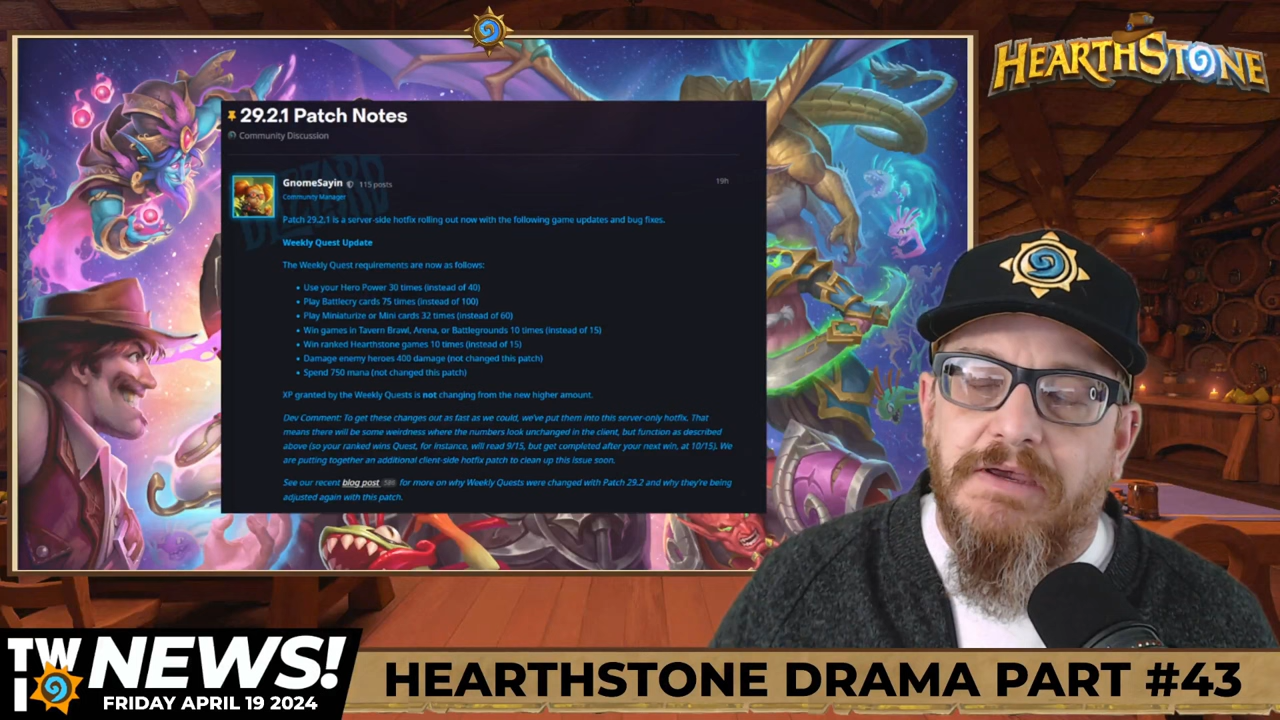 HEARTHSTONE
29.2.1 Patch Notes
Community Discussion
GnomeSayin 115 posts
19h
Community Manager
Patch 29.2.1 is a server-side hotfix rolling out now with the following game updates and bug fixes.
Weekly Quest Update
The Weekly Quest requirements are now as follows:
• Use your Hero Power 30 times (instead of 40)
• Play Battlecry cards 75 times (instead of 100)
• Play Miniaturize or Mini cards 32 times (instead of 60)
• Win games in Tavern Brawl, Arena, or Battlegrounds 10 times (instead of 15)
• Win ranked Hearthstone games 10 times (instead of 15)
• Damage enemy heroes 400 damage (not changed this patch)
• Spend 750 mana (not changed this patch)
XP granted by the Weekly Quests is not changing from the new higher amount.
Dev Comment: To get these changes out as fast as we could, we've put them into this server-only hotfix. That
means there will be some weirdness where the numbers look unchanged in the client, but function as described
above (so your ranked wins Quest, for instance, will read 9/15, but get completed after your next win, at 10/15). We
are putting together an additional client-side hotfix patch to clean up this issue soon.
See our recent blog post for more on why Weekly Quests were changed with Patch 29.2 and why they're being
adjusted again with this patch.
TW
NEWS!
FRIDAY APRIL 19 2024
HEARTHSTONE DRAMA PART #43